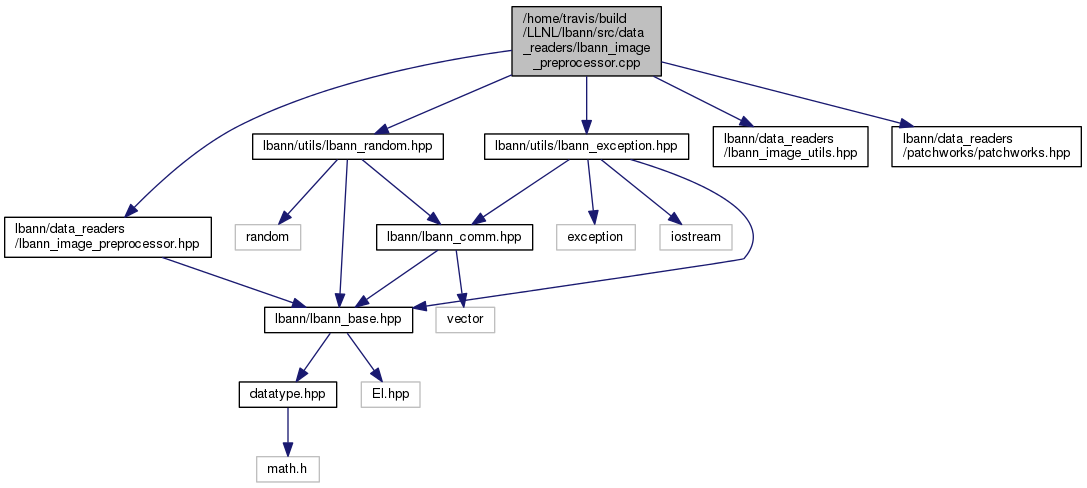 /home/travis/build
/LLNL/lbann/src/data
_readers/lbann_image
_preprocessor.cpp
lbann/utils/lbann_random.hpp
lbann/utils/lbann_exception.hpp
lbann/data_readers
/lbann_image_utils.hpp
lbann/data_readers
/patchworks/patchworks.hpp
lbann/data_readers
/lbann_image_preprocessor.hpp
random
lbann/lbann_comm.hpp
exception
iostream
lbann/lbann_base.hpp
vector
datatype.hpp
El.hpp
math.h